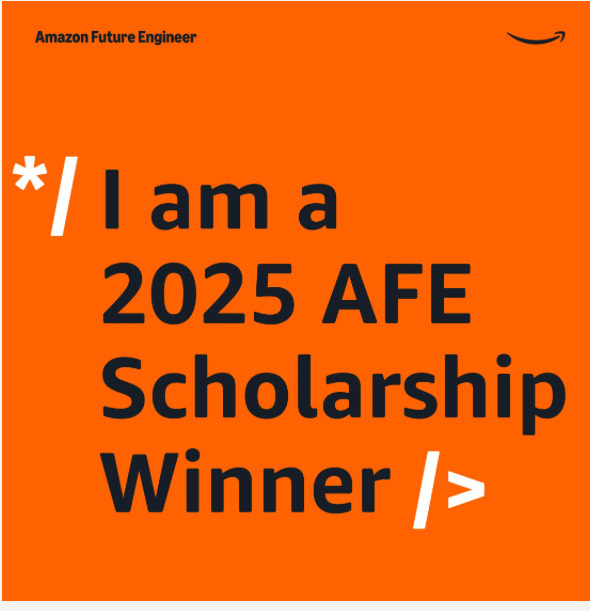 Amazon Future Engineer
*/ I am a
2025 AFE
Scholarship
Winner />